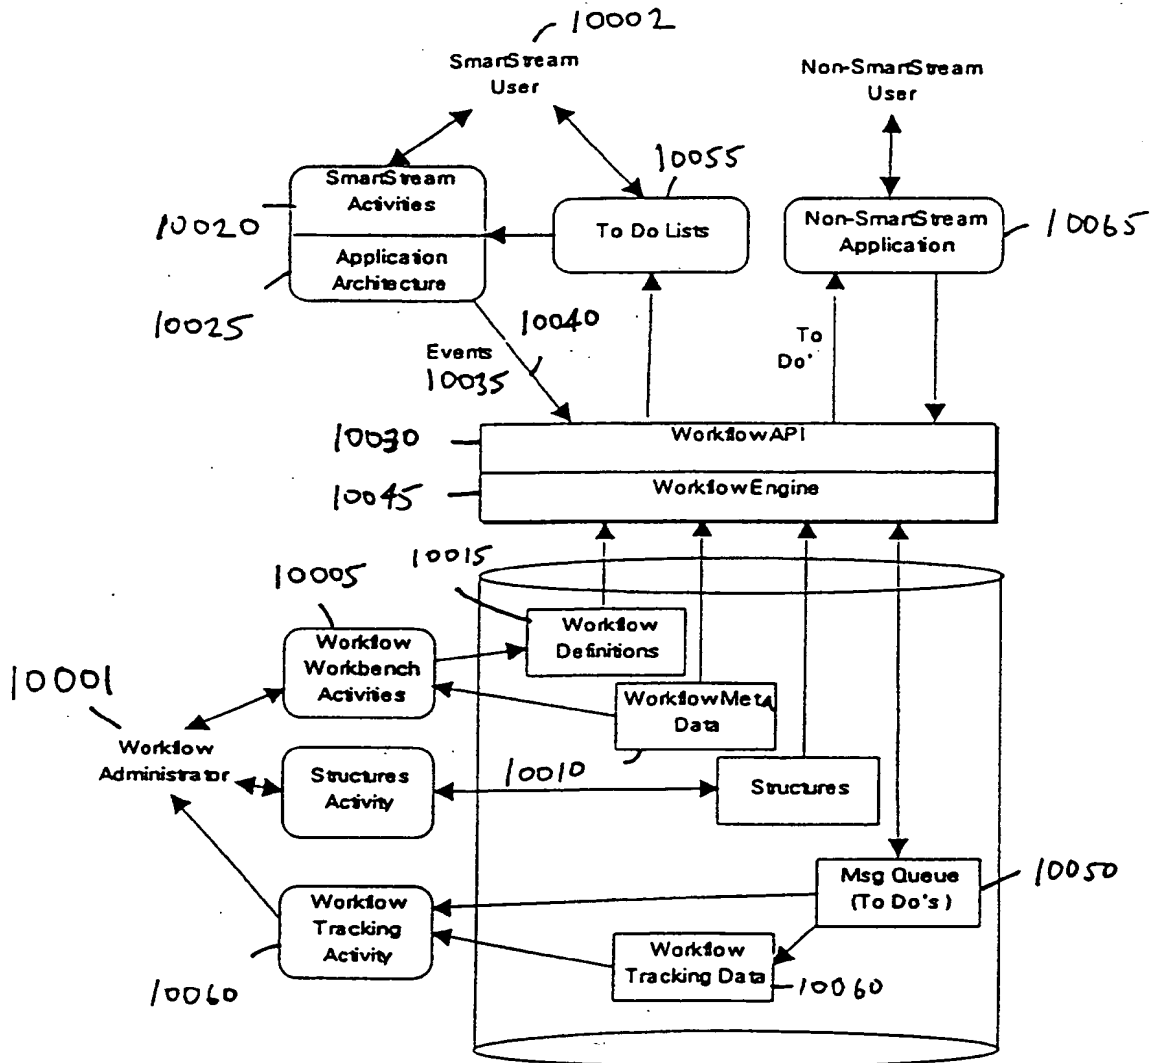 10002
SmartStream
User
Non-SmartStream
User
10055
SmartStream
Activities
10020
To Do Lists
Non-SmartStream
Application
10065
Application
Architecture
10025
10040
Events
10035
To
Do'
10030
WorkflowAPI
10045
WorkflowEngine
10015
10005
Workflow
Definitions
Workflow
Workbench
Activities
10001
WorkflowMeta
Data
Workflow
Administrator
10010
Structures
Activity
Structures
Msg Queue
(To Do's)
10050
Workflow
Tracking
Activity
Workflow
Tracking Data
10060
10060